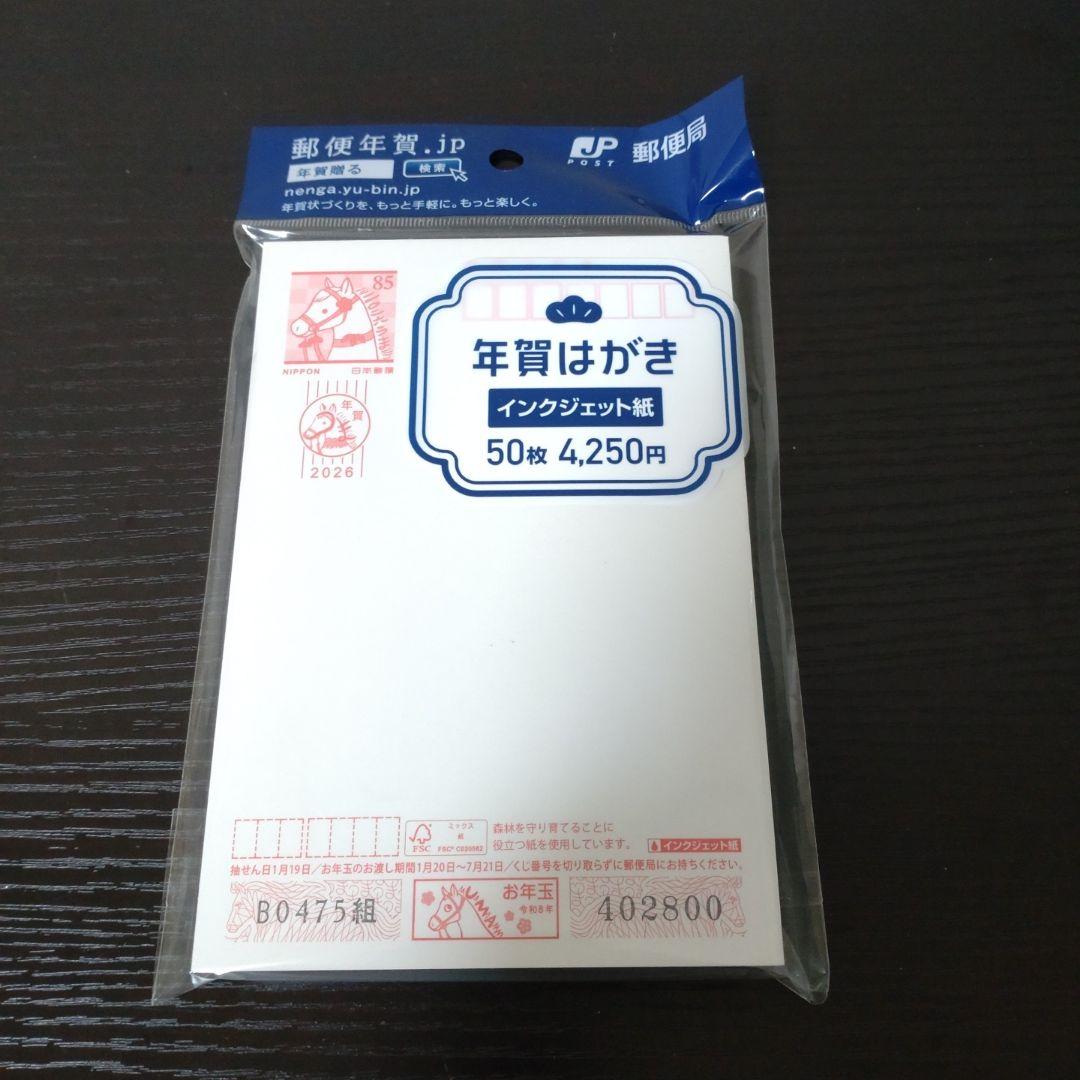 郵便年賀.jp
年賀贈る 検索
nenga.yu-bin.jp
年賀状づくりを、もっと手軽に。もっと楽しく。
JP
POST
郵便局
85
NIPPON 日本郵便
年賀
2026
年賀はがき
インクジェット紙
50枚 4,250円
FSC
ミックス
紙
FSC® C020562
森林を守り育てることに
役立つ紙を使用しています。
インクジェット紙
抽せん日1月19日/お年玉のお渡し期間1月20日~7月21日/くじ番号を切り取らずに郵便局にお持ちください。
B0475組
お年玉
令和8年
402800